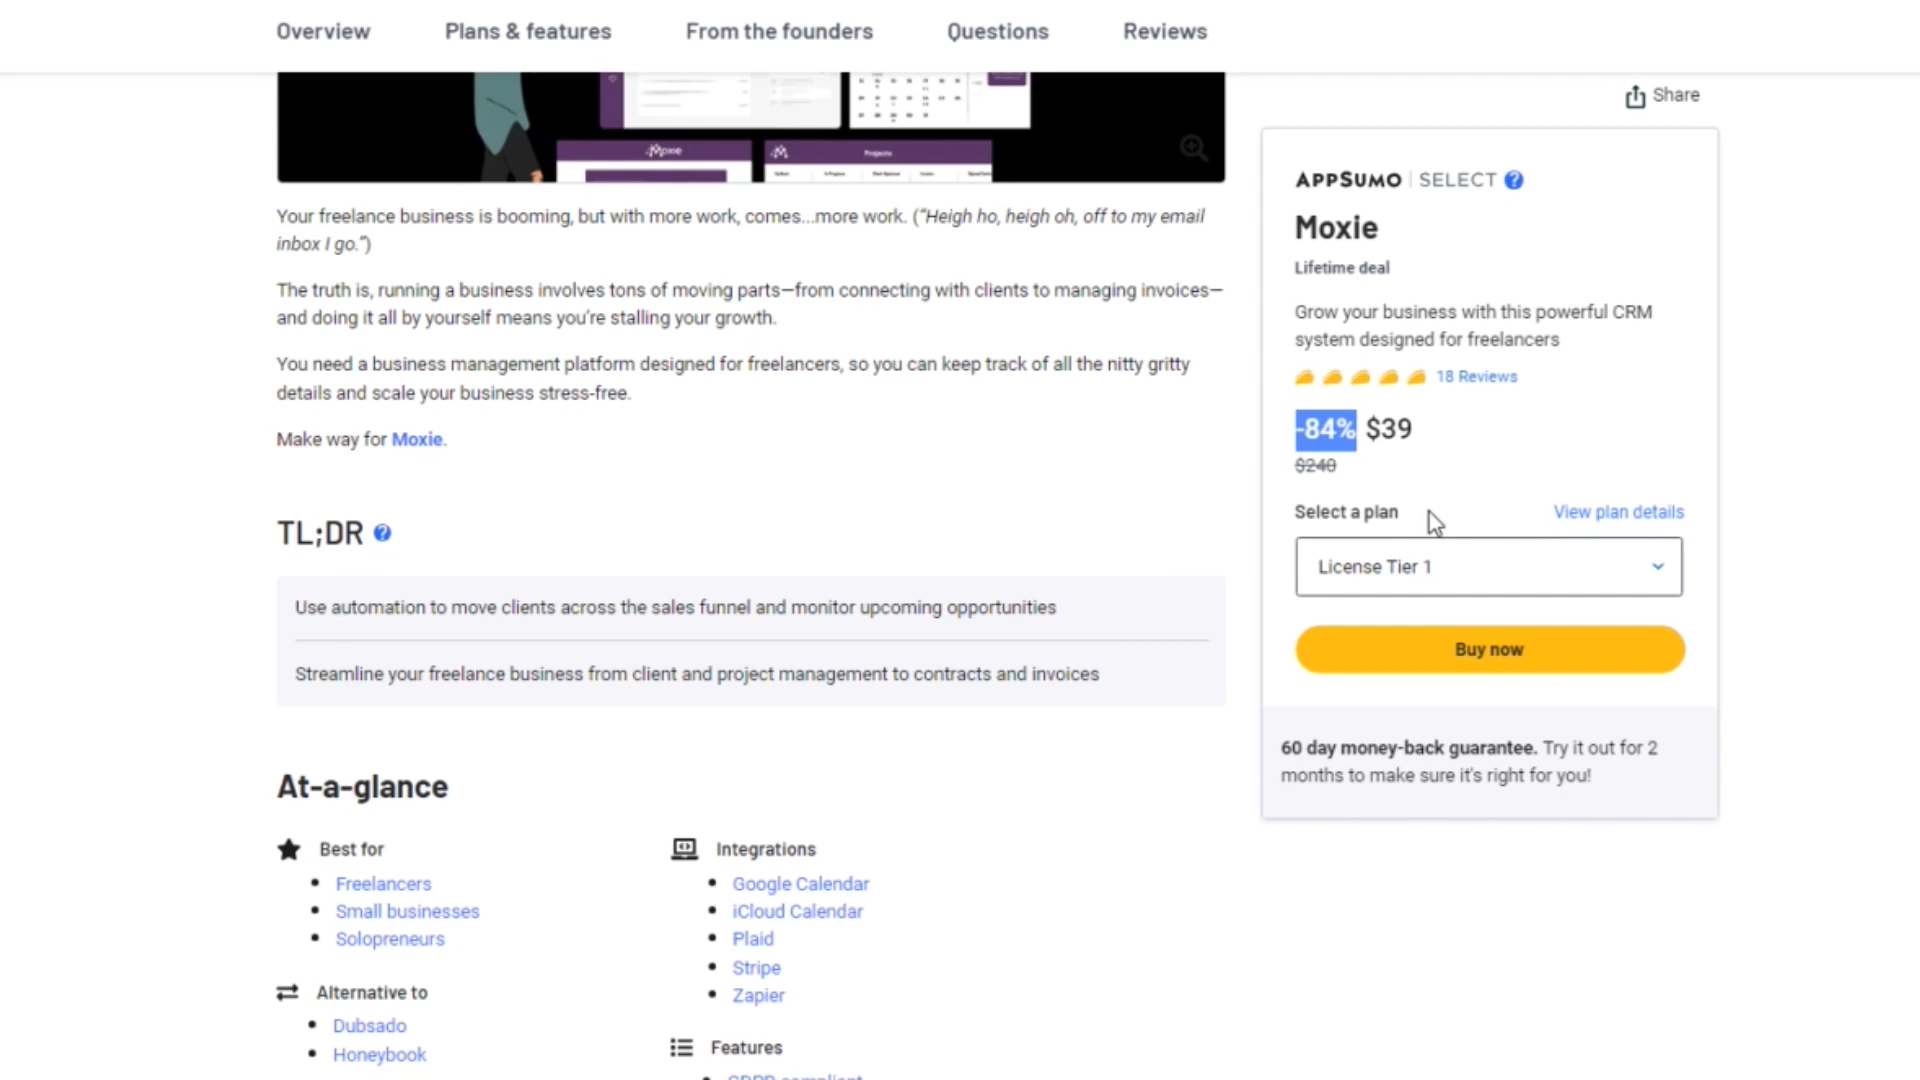 Overview
Plans & features
From the founders
Questions
Reviews
Share
Moxie
Projects
Your freelance business is booming, but with more work, comes...more work. (“Heigh ho, heigh oh, off to my email
inbox I go.”)
The truth is, running a business involves tons of moving parts—from connecting with clients to managing invoices—
and doing it all by yourself means you’re stalling your growth.
You need a business management platform designed for freelancers, so you can keep track of all the nitty gritty
details and scale your business stress-free.
Make way for Moxie.
TL;DR ?
Use automation to move clients across the sales funnel and monitor upcoming opportunities
Streamline your freelance business from client and project management to contracts and invoices
At-a-glance
Best for
Freelancers
Small businesses
Solopreneurs
Alternative to
Dubsado
Honeybook
Integrations
Google Calendar
iCloud Calendar
Plaid
Stripe
Zapier
Features
GDPR compliant
APPSUMO | SELECT ?
Moxie
Lifetime deal
Grow your business with this powerful CRM
system designed for freelancers
18 Reviews
-84% $39
$240
Select a plan
View plan details
License Tier 1
Buy now
60 day money-back guarantee. Try it out for 2
months to make sure it's right for you!